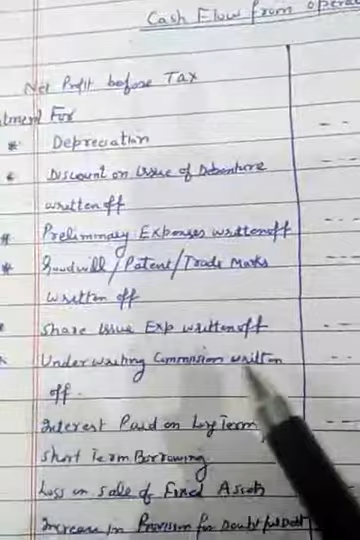 Cash Flow from opera
Net Profit before Tax
tment For
* Depreciation
* Discount on issue of Debenture
written off
* Preliminary Expenses written off
* Goodwill/Patent/Trade Marks
written off
* Share issue Exp written off
* Underwriting Commission written
off.
Interest Paid on Long Term
Short Term Borrowing
Loss on sale of Fixed Assets
Increase in Provision for Doubtful Debt